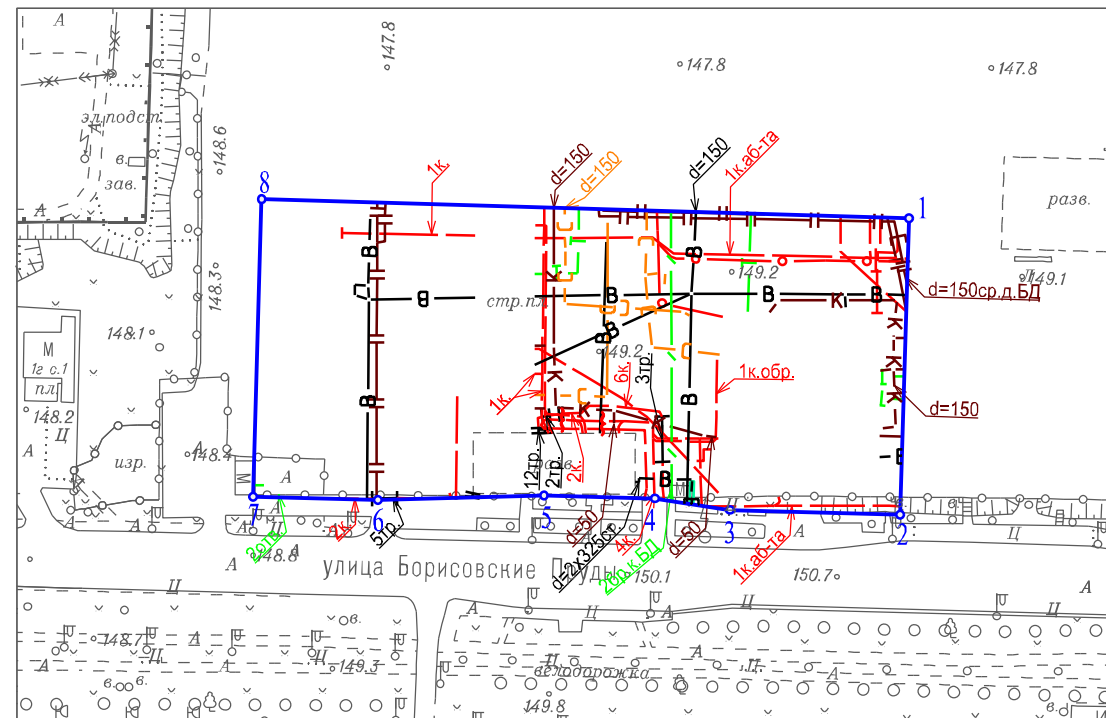 А
147.8
147.8
147.8
эл.подст.
А
148.6
в.
зав.
А
8
1к.
d=150
d=150
d=150
1к.аб-та
1
разв.
148.3
В
В
В
В
В
В
К
К
стр.пл.
149.2
149.1
d=150ср.д.БД
148.1
М
1г с.1
пл.
149.2
В
В
В
К
К
К
3тр.
6к.
1к.обр.
1к.
d=150
148.2
А
Ц
А
148.4
изр.
А
М
12тр.
2тр.
2к.
В
М
В
7
6
5
4
3
2
2отв.
2к.
5тр.
d=50
d=2х325ст.
4к.
2бр.к.БД
d=50
1к.аб-та
А
А
А
А
А
в.
в.
Ц
148.8
А
А
улица Борисовские Пруды
150.1
150.7
А
Ц
Ц
А
Ц
А
Ц
Ц
148.7
А
в.
Ц
149.3
А
А
Ц
велодорожка
Ц
А
А
в.
в.
149.8
в.